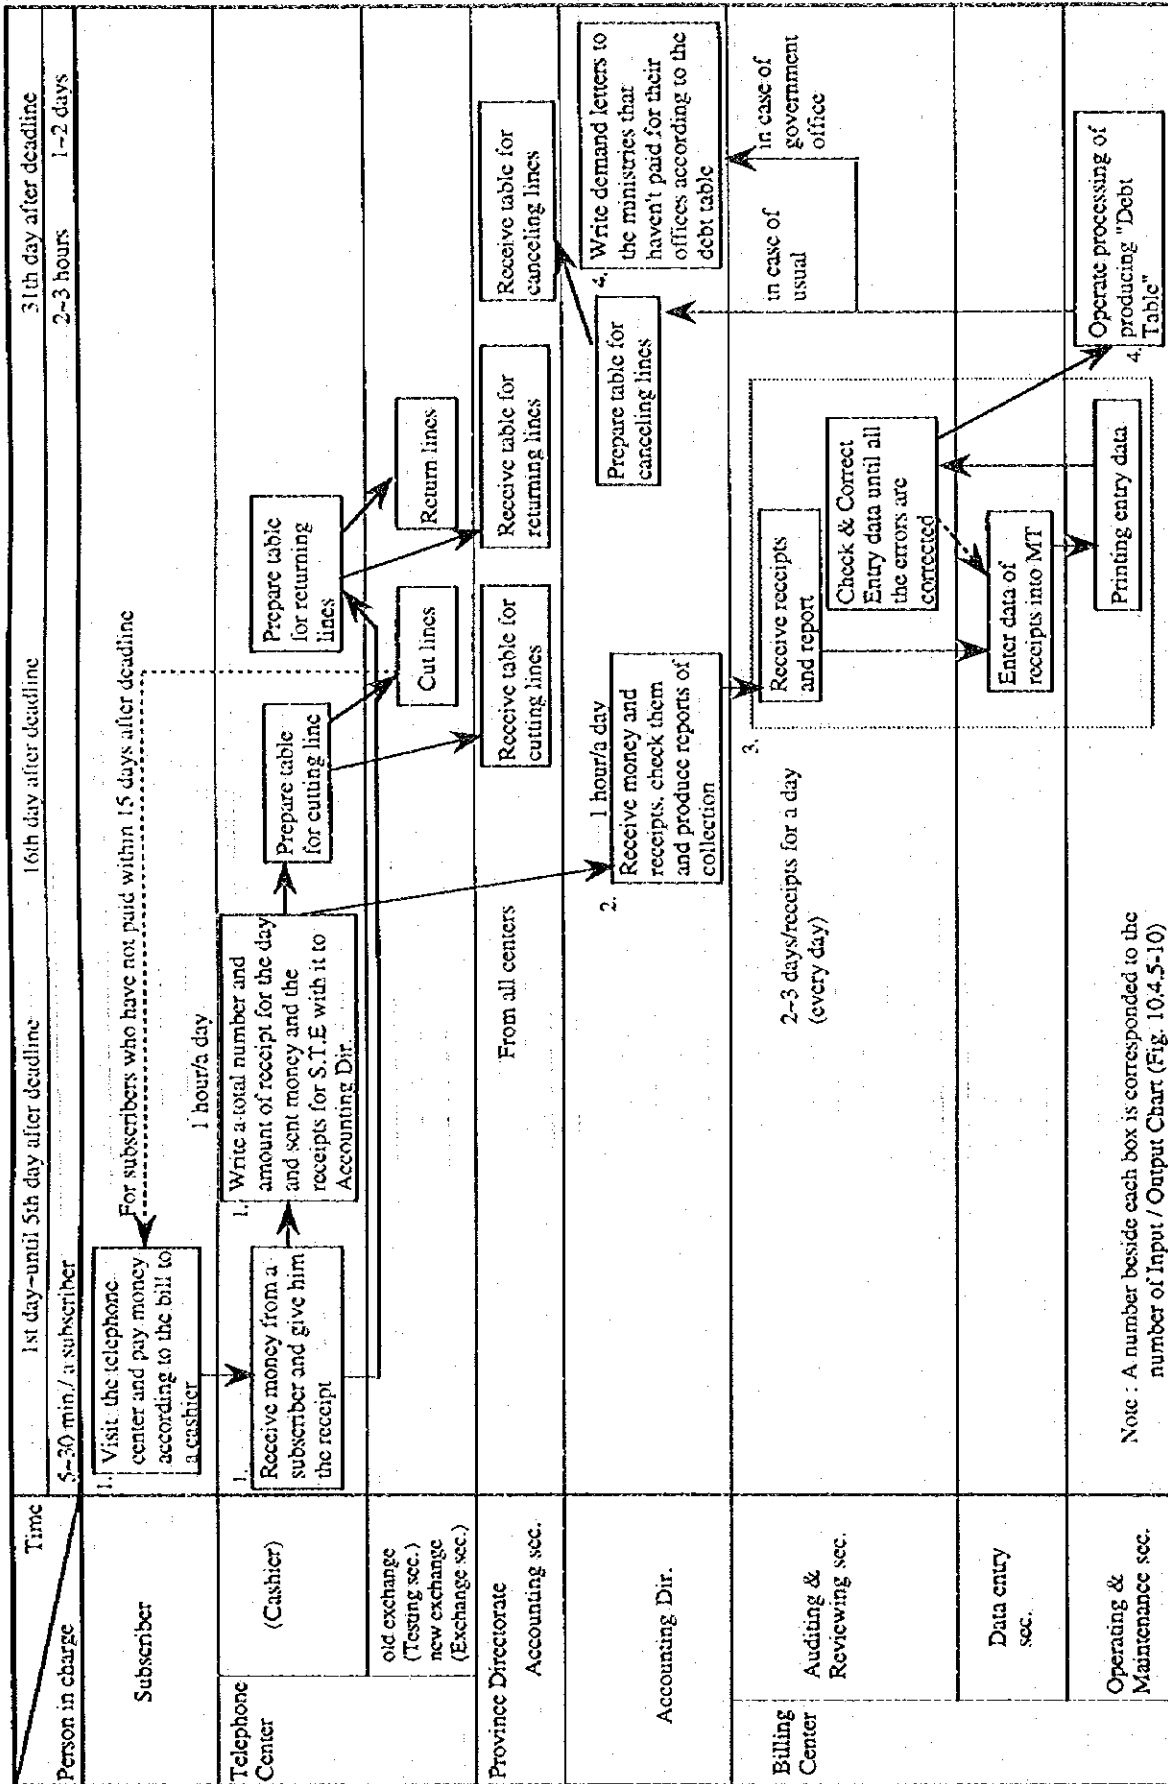 Time
Person in charge
1st day~until 5th day after deadline
16th day after deadline
31th day after deadline
5~30 min./ a subscriber
2~3 hours
1~2 days
Subscriber
1. Visit the telephone
center and pay money
according to the bill to
a cashier
For subscribers who have not paid within 15 days after deadline
Telephone
Center
(Cashier)
1.
Receive money from a
subscriber and give him
the receipt
1 hour/a day
1. Write a total number and
amount of receipt for the day
and sent money and the
receipts for S.T.E with it to
Accounting Dir.
Prepare table
for cutting line
Prepare table
for returning
lines
old exchange
(Testing sec.)
new exchange
(Exchange sec.)
Cut lines
Return lines
Province Directorate
Accounting sec.
From all centers
Receive table for
cutting lines
Receive table for
returning lines
Receive table for
canceling lines
Accounting Dir.
2.
1 hour/a day
Receive money and
receipts, check them
and produce reports of
collection
Prepare table for
canceling lines
4. Write demand letters to
the ministries that
haven't paid for their
offices according to the
debt table
Billing
Center
Auditing &
Reviewing sec.
2~3 days/receipts for a day
(every day)
3.
Receive receipts
and report
Check & Correct
Entry data until all
the errors are
corrected
in case of
usual
in case of
government
office
Data entry
sec.
Enter data of
receipts into MT
Operating &
Maintenance sec.
Printing entry data
4.
Operate processing of
producing "Debt
Table"
Note : A number beside each box is corresponded to the
number of Input / Output Chart (Fig. 10.4.5-10)